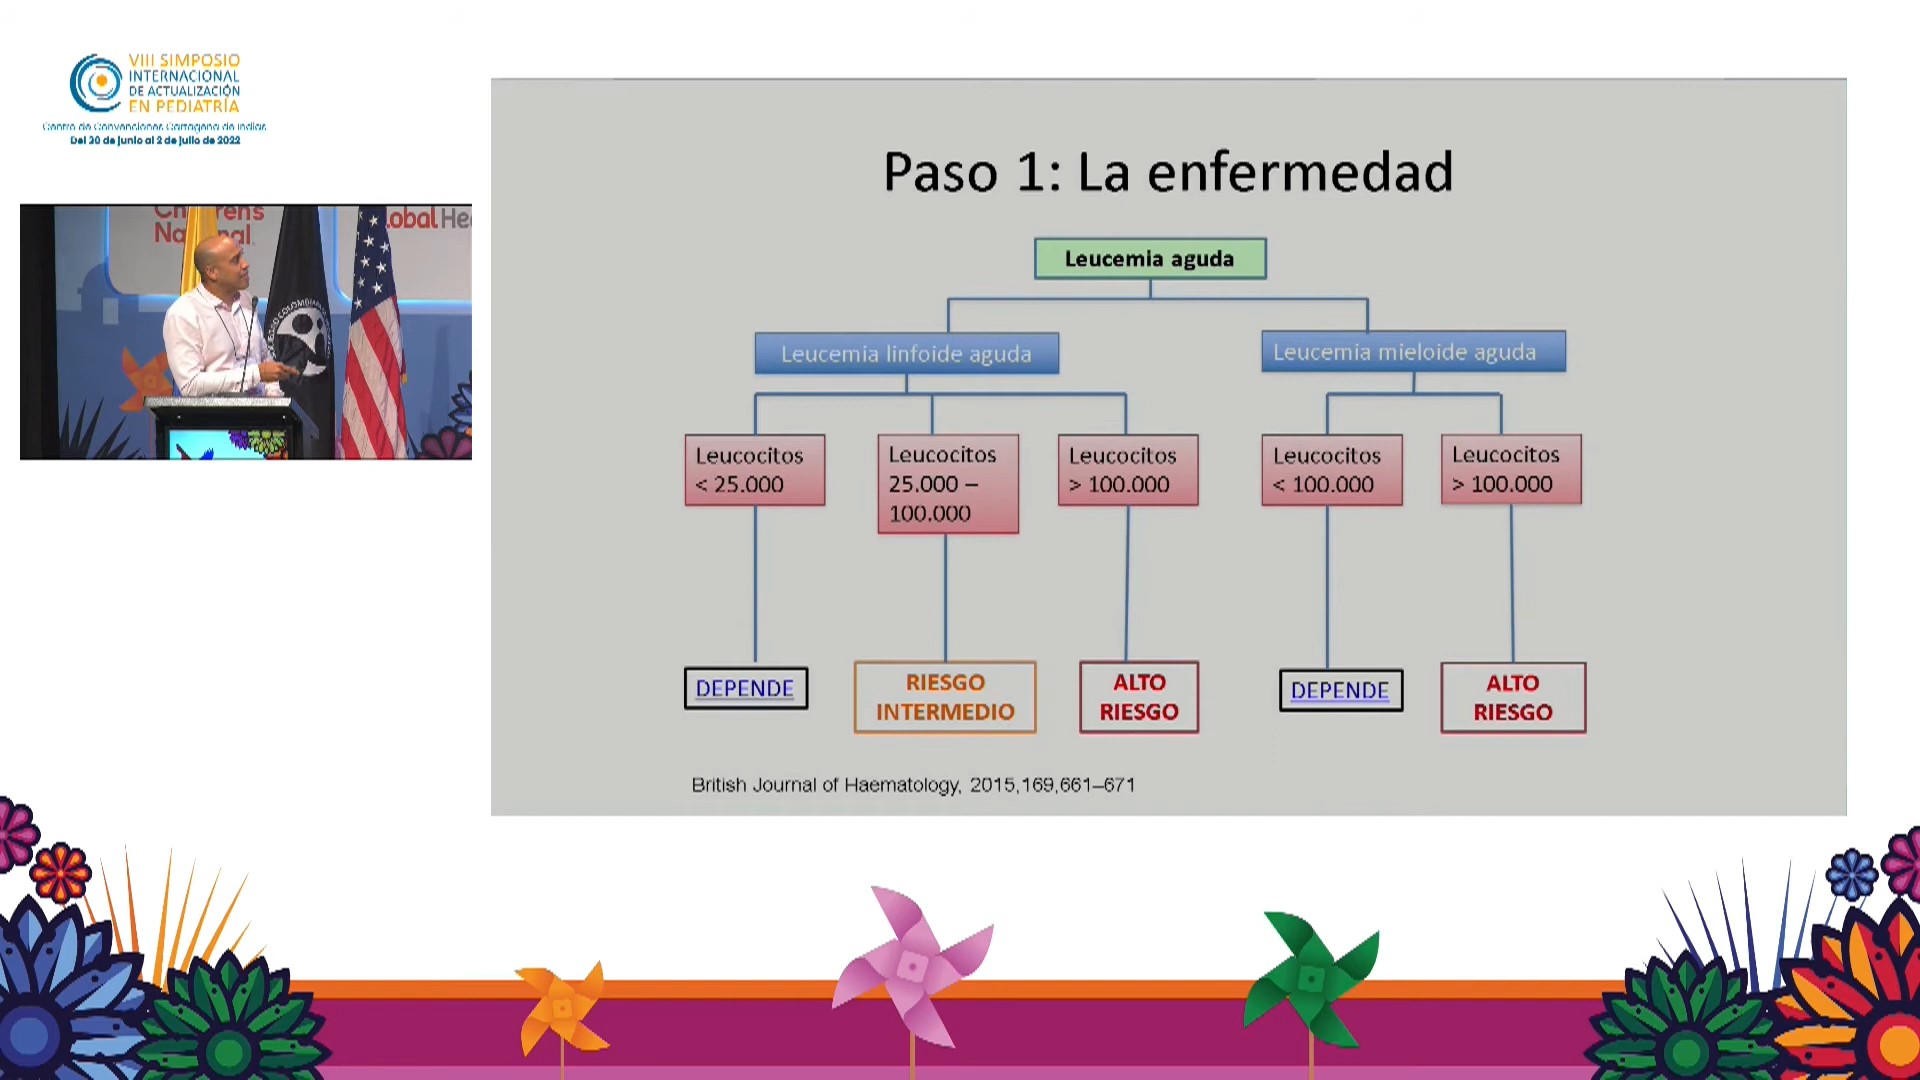 VIII SIMPOSIO
INTERNACIONAL
DE ACTUALIZACIÓN
EN PEDIATRÍA
Centro de Convenciones Cartagena de Indias
Del 30 de junio al 2 de julio de 2022
Paso 1: La enfermedad
Leucemia aguda
Leucemia linfoide aguda
Leucemia mieloide aguda
Leucocitos
< 25.000
Leucocitos
25.000 –
100.000
Leucocitos
> 100.000
Leucocitos
< 100.000
Leucocitos
> 100.000
DEPENDE
RIESGO
INTERMEDIO
ALTO
RIESGO
DEPENDE
ALTO
RIESGO
British Journal of Haematology, 2015,169,661–671